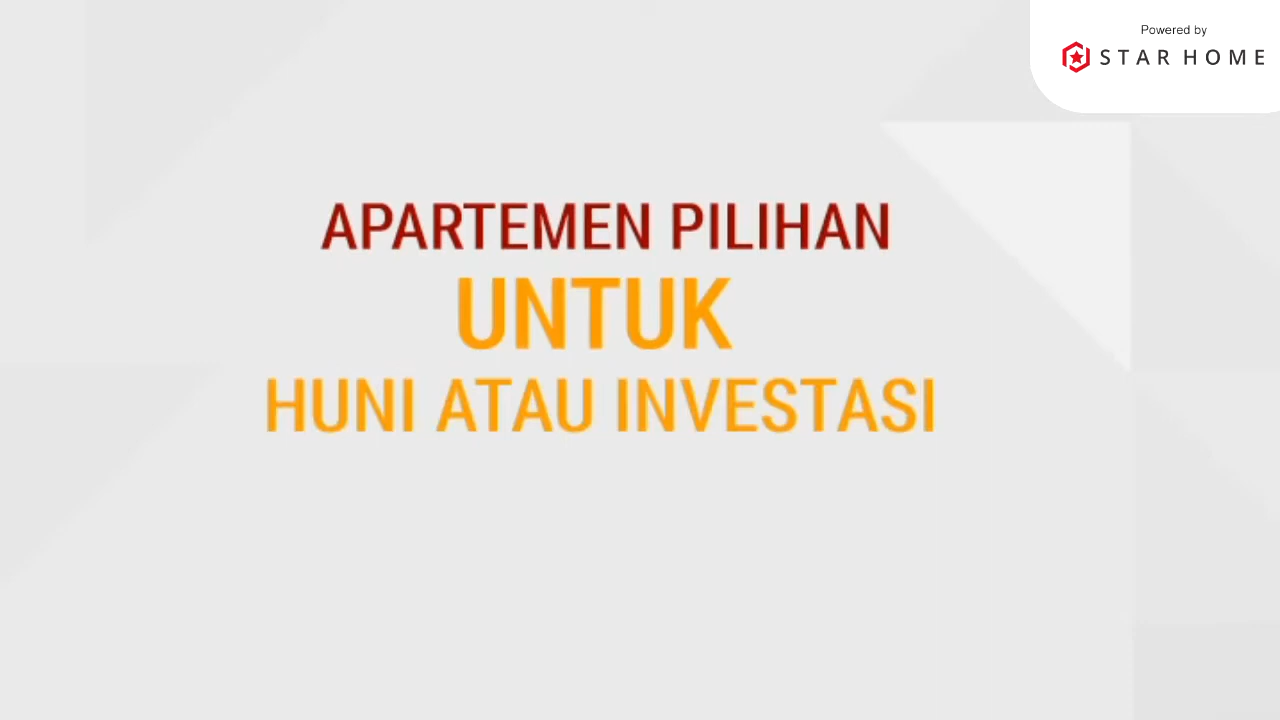 Powered by
STAR HOME
APARTEMEN PILIHAN
UNTUK
HUNI ATAU INVESTASI